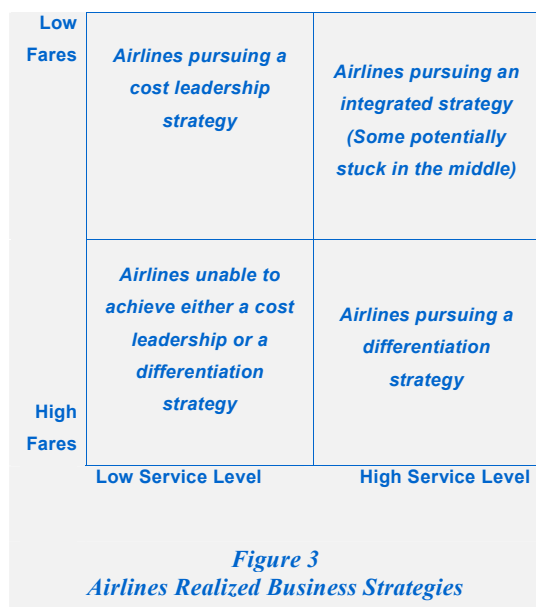 Low
Fares
Airlines pursuing a
cost leadership
strategy
Airlines pursuing an
integrated strategy
(Some potentially
stuck in the middle)
Airlines unable to
achieve either a cost
leadership or a
differentiation
strategy
Airlines pursuing a
differentiation
strategy
High
Fares
Low Service Level
High Service Level
Figure 3
Airlines Realized Business Strategies